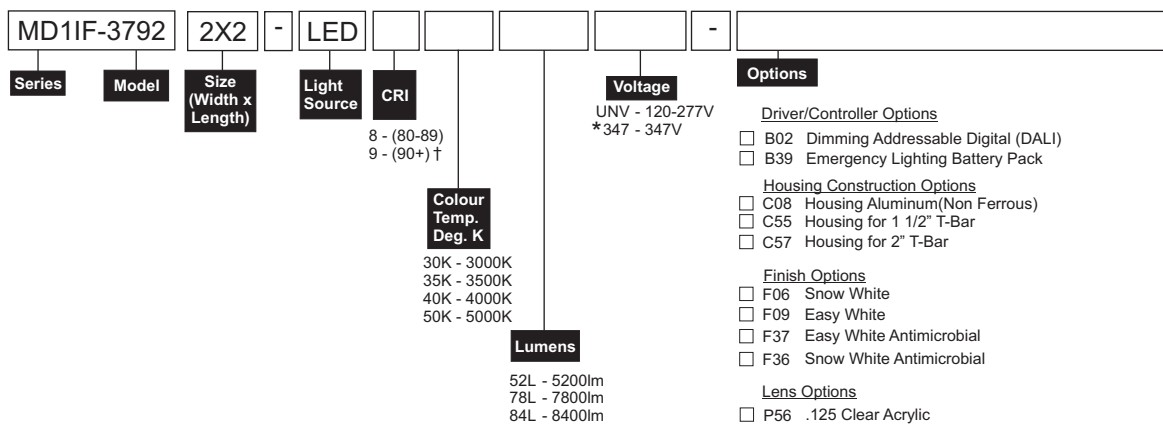 MD1IF-3792 2X2 - LED -
Series Model
Size
(Width x
Length)
Light
Source
CRI
8 - (80-89)
9 - (90+) †
Colour
Temp.
Deg. K
30K - 3000K
35K - 3500K
40K - 4000K
50K - 5000K
Lumens
52L - 5200lm
78L - 7800lm
84L - 8400lm
Voltage
UNV - 120-277V
*347 - 347V
Options
Driver/Controller Options
B02 Dimming Addressable Digital (DALI)
B39 Emergency Lighting Battery Pack
Housing Construction Options
C08 Housing Aluminum(Non Ferrous)
C55 Housing for 1 1/2” T-Bar
C57 Housing for 2” T-Bar
Finish Options
F06 Snow White
F09 Easy White
F37 Easy White Antimicrobial
F36 Snow White Antimicrobial
Lens Options
P56 .125 Clear Acrylic